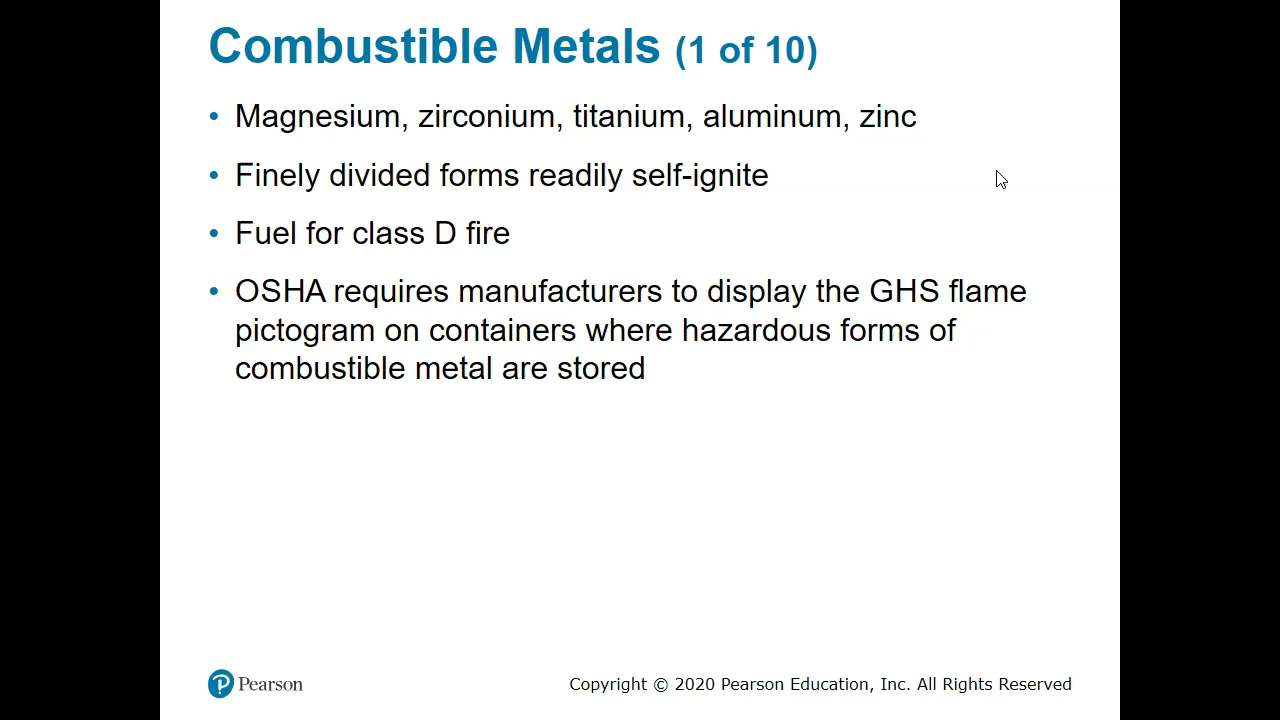 Combustible Metals (1 of 10)
• Magnesium, zirconium, titanium, aluminum, zinc
• Finely divided forms readily self-ignite
• Fuel for class D fire
• OSHA requires manufacturers to display the GHS flame
pictogram on containers where hazardous forms of
combustible metal are stored
P Pearson
Copyright © 2020 Pearson Education, Inc. All Rights Reserved